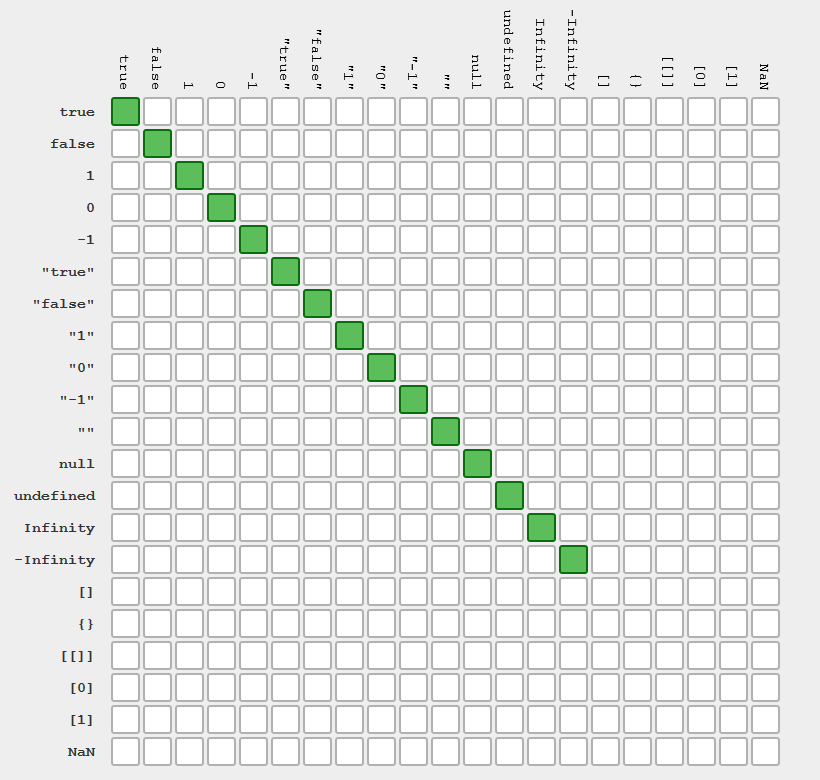 true
false
1
0
-1
"true"
"false"
"1"
"0"
"-1"
""
null
undefined
Infinity
-Infinity
[]
{}
[[]]
[0]
[1]
NaN
true
false
1
0
-1
"true"
"false"
"1"
"0"
"-1"
""
null
undefined
Infinity
-Infinity
[]
{}
[[]]
[0]
[1]
NaN